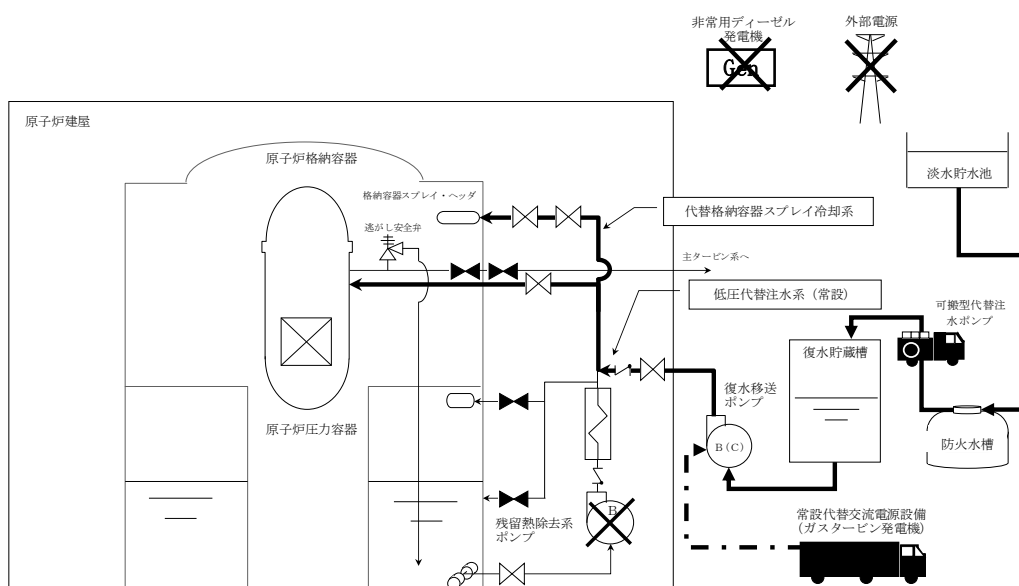 非常用ディーゼル
発電機
Gen
外部電源
原子炉建屋
原子炉格納容器
淡水貯水池
格納容器スプレイ・ヘッダ
代替格納容器スプレイ冷却系
逃がし安全弁
主タービン系へ
低圧代替注水系（常設）
可搬型代替注
水ポンプ
復水貯蔵槽
復水移送
ポンプ
原子炉圧力容器
B(C)
防火水槽
B
残留熱除去系
ポンプ
常設代替交流電源設備
（ガスタービン発電機）